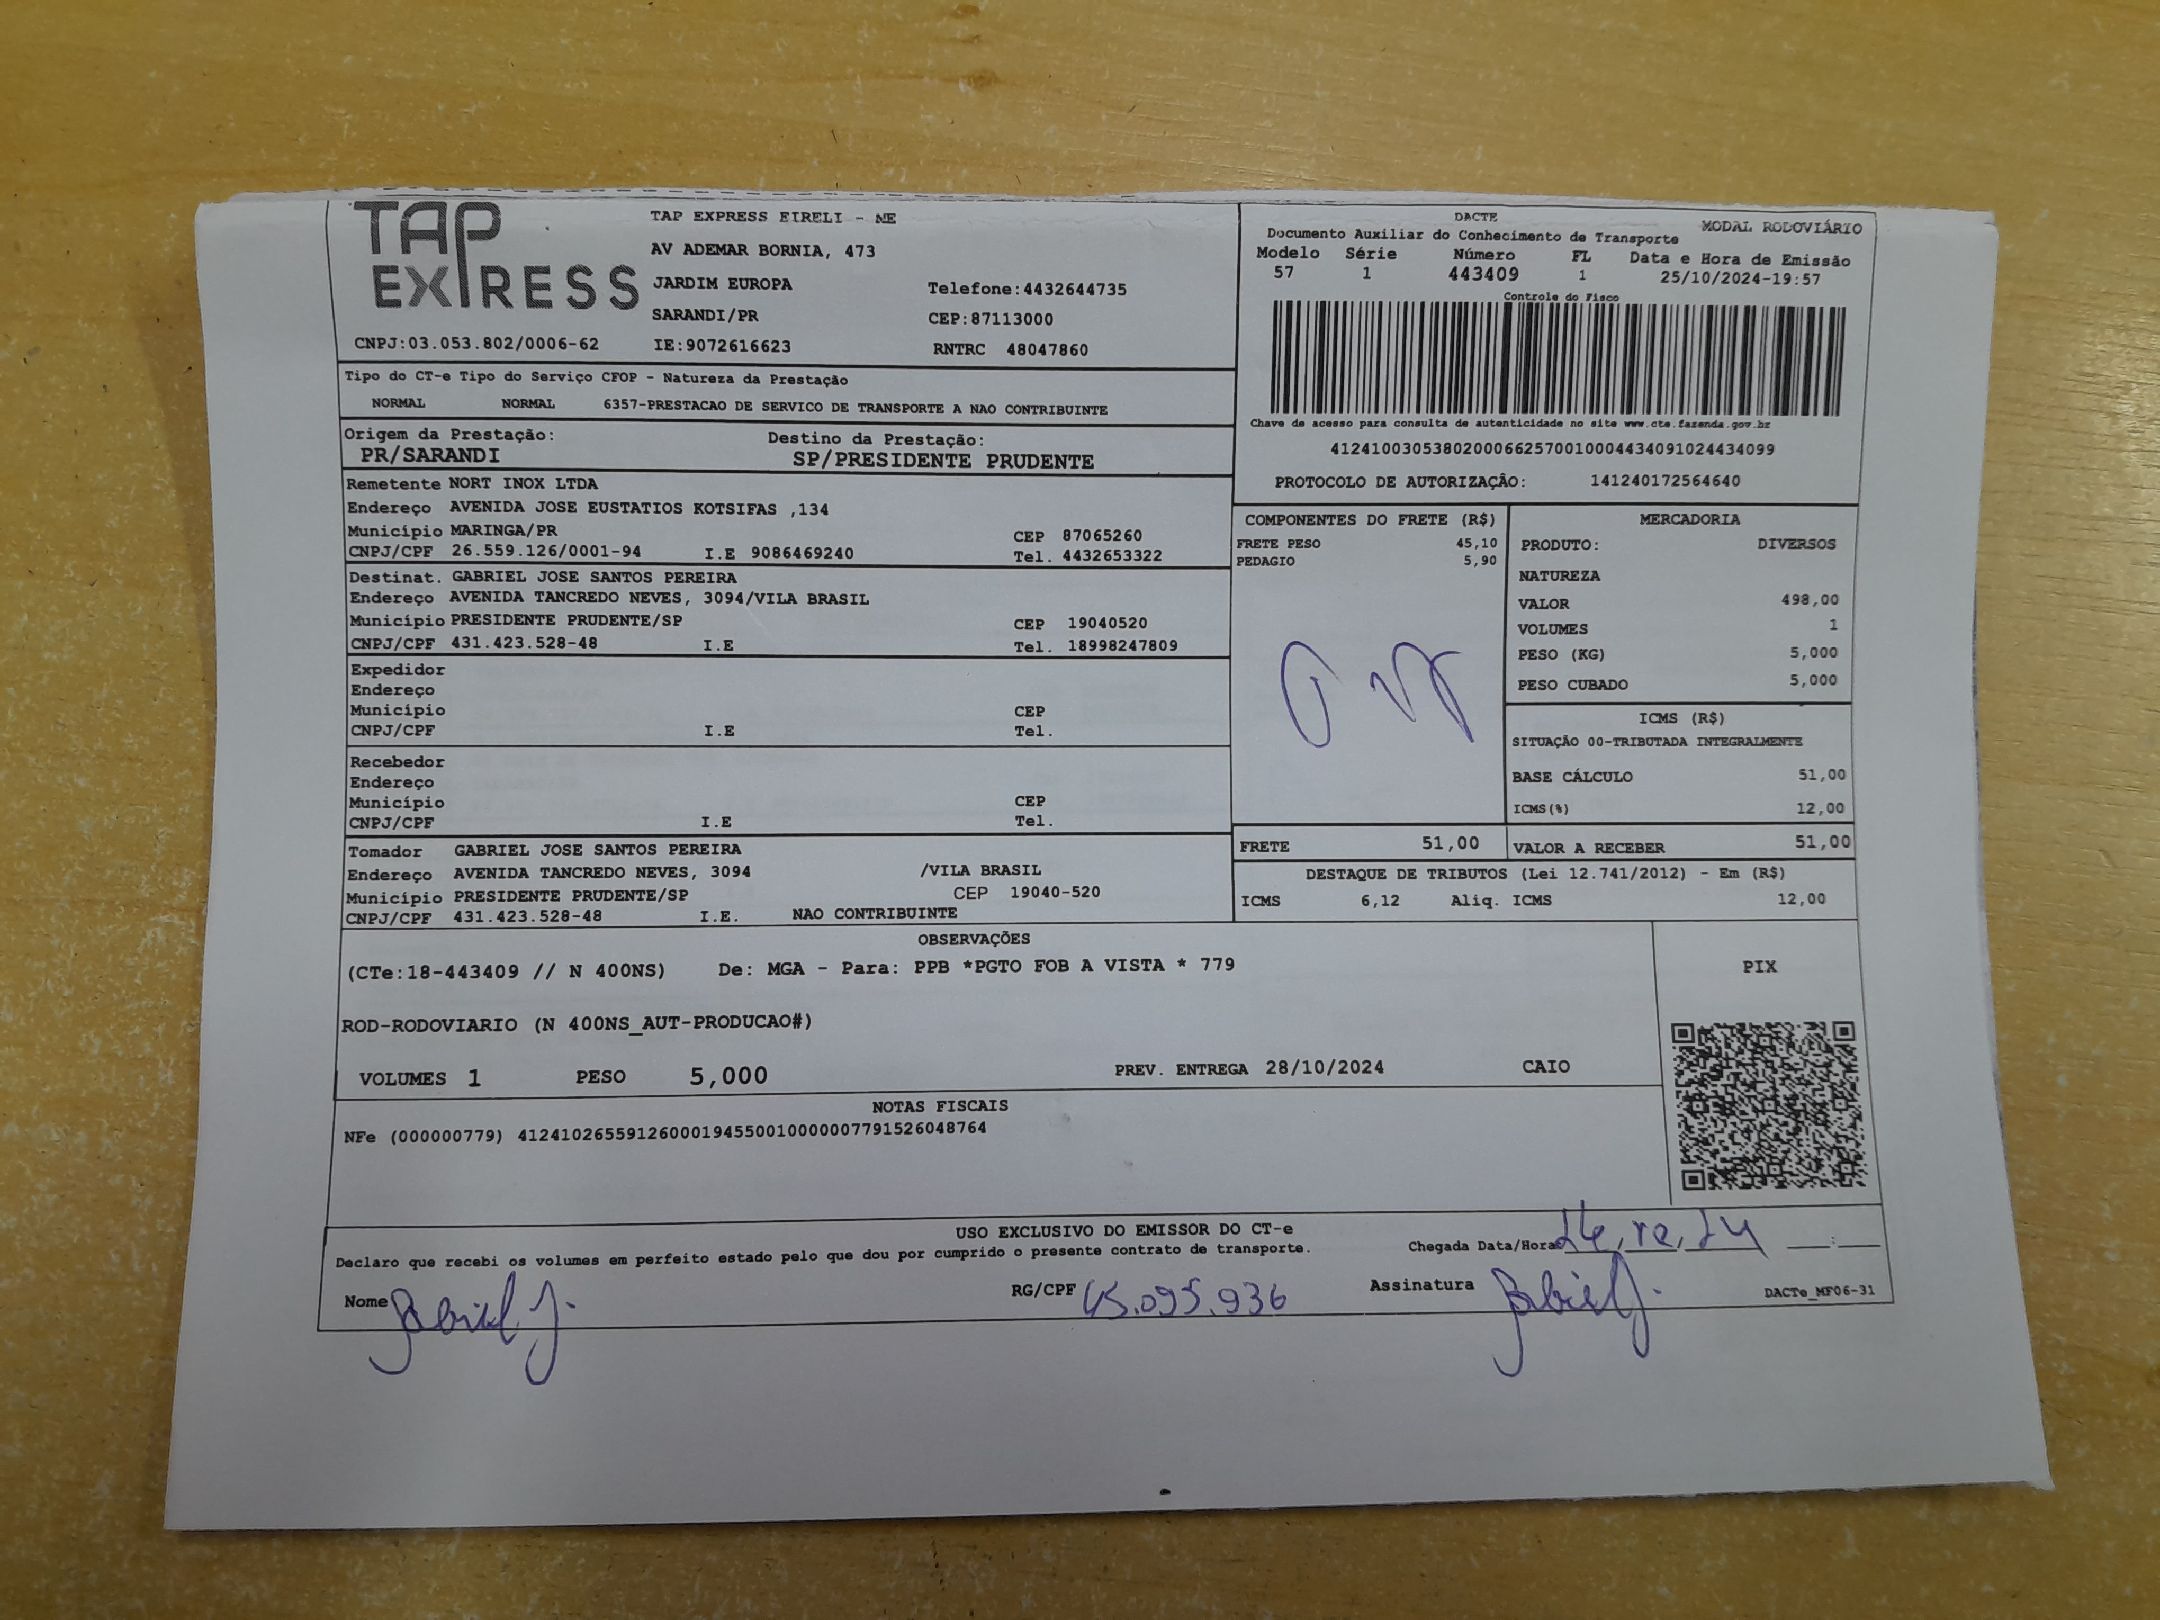 TAP EXPRESS
TAP EXPRESS EIRELI - ME
AV ADEMAR BORNIA, 473
JARDIM EUROPA Telefone:4432644735
SARANDI/PR CEP:87113000
CNPJ:03.053.802/0006-62 IE:9072616623 RNTRC 48047860
DACTE MODAL RODOVIÁRIO
Documento Auxiliar do Conhecimento de Transporte
Modelo Série Número FL Data e Hora de Emissão
57 1 443409 1 25/10/2024-19:57
Controle do Fisco
Chave de acesso para consulta de autenticidade no site www.cte.fazenda.gov.br
41241003053802000662570010004434091024434099
PROTOCOLO DE AUTORIZAÇÃO: 141240172564640
Tipo do CT-e Tipo do Serviço CFOP - Natureza da Prestação
NORMAL NORMAL 6357-PRESTACAO DE SERVICO DE TRANSPORTE A NAO CONTRIBUINTE
Origem da Prestação: Destino da Prestação:
PR/SARANDI SP/PRESIDENTE PRUDENTE
Remetente NORT INOX LTDA
Endereço AVENIDA JOSE EUSTATIOS KOTSIFAS ,134
Município MARINGA/PR CEP 87065260
CNPJ/CPF 26.559.126/0001-94 I.E 9086469240 Tel. 4432653322
Destinat. GABRIEL JOSE SANTOS PEREIRA
Endereço AVENIDA TANCREDO NEVES, 3094/VILA BRASIL
Município PRESIDENTE PRUDENTE/SP CEP 19040520
CNPJ/CPF 431.423.528-48 I.E Tel. 18998247809
Expedidor
Endereço
Município CEP
CNPJ/CPF I.E Tel.
Recebedor
Endereço
Município CEP
CNPJ/CPF I.E Tel.
Tomador GABRIEL JOSE SANTOS PEREIRA
Endereço AVENIDA TANCREDO NEVES, 3094 /VILA BRASIL
Município PRESIDENTE PRUDENTE/SP CEP 19040-520
CNPJ/CPF 431.423.528-48 I.E. NAO CONTRIBUINTE
COMPONENTES DO FRETE (R$)
FRETE PESO 45,10
PEDAGIO 5,90
MERCADORIA
PRODUTO: DIVERSOS
NATUREZA
VALOR 498,00
VOLUMES 1
PESO (KG) 5,000
PESO CUBADO 5,000
ICMS (R$)
SITUAÇÃO 00-TRIBUTADA INTEGRALMENTE
BASE CÁLCULO 51,00
ICMS(%) 12,00
FRETE 51,00 VALOR A RECEBER 51,00
DESTAQUE DE TRIBUTOS (Lei 12.741/2012) - Em (R$)
ICMS 6,12 Aliq. ICMS 12,00
OBSERVAÇÕES
(CTe:18-443409 // N 400NS) De: MGA - Para: PPB *PGTO FOB A VISTA * 779
PIX
ROD-RODOVIARIO (N 400NS_AUT-PRODUCAO#)
VOLUMES 1 PESO 5,000 PREV. ENTREGA 28/10/2024 CAIO
NOTAS FISCAIS
NFe (000000779) 41241026559126000194550010000007791526048764
USO EXCLUSIVO DO EMISSOR DO CT-e
Declaro que recebi os volumes em perfeito estado pelo que dou por cumprido o presente contrato de transporte. Chegada Data/Hora
Nome Gabriel J. RG/CPF 45.095.936 Assinatura Gabriel J. DACTe_MF06-31